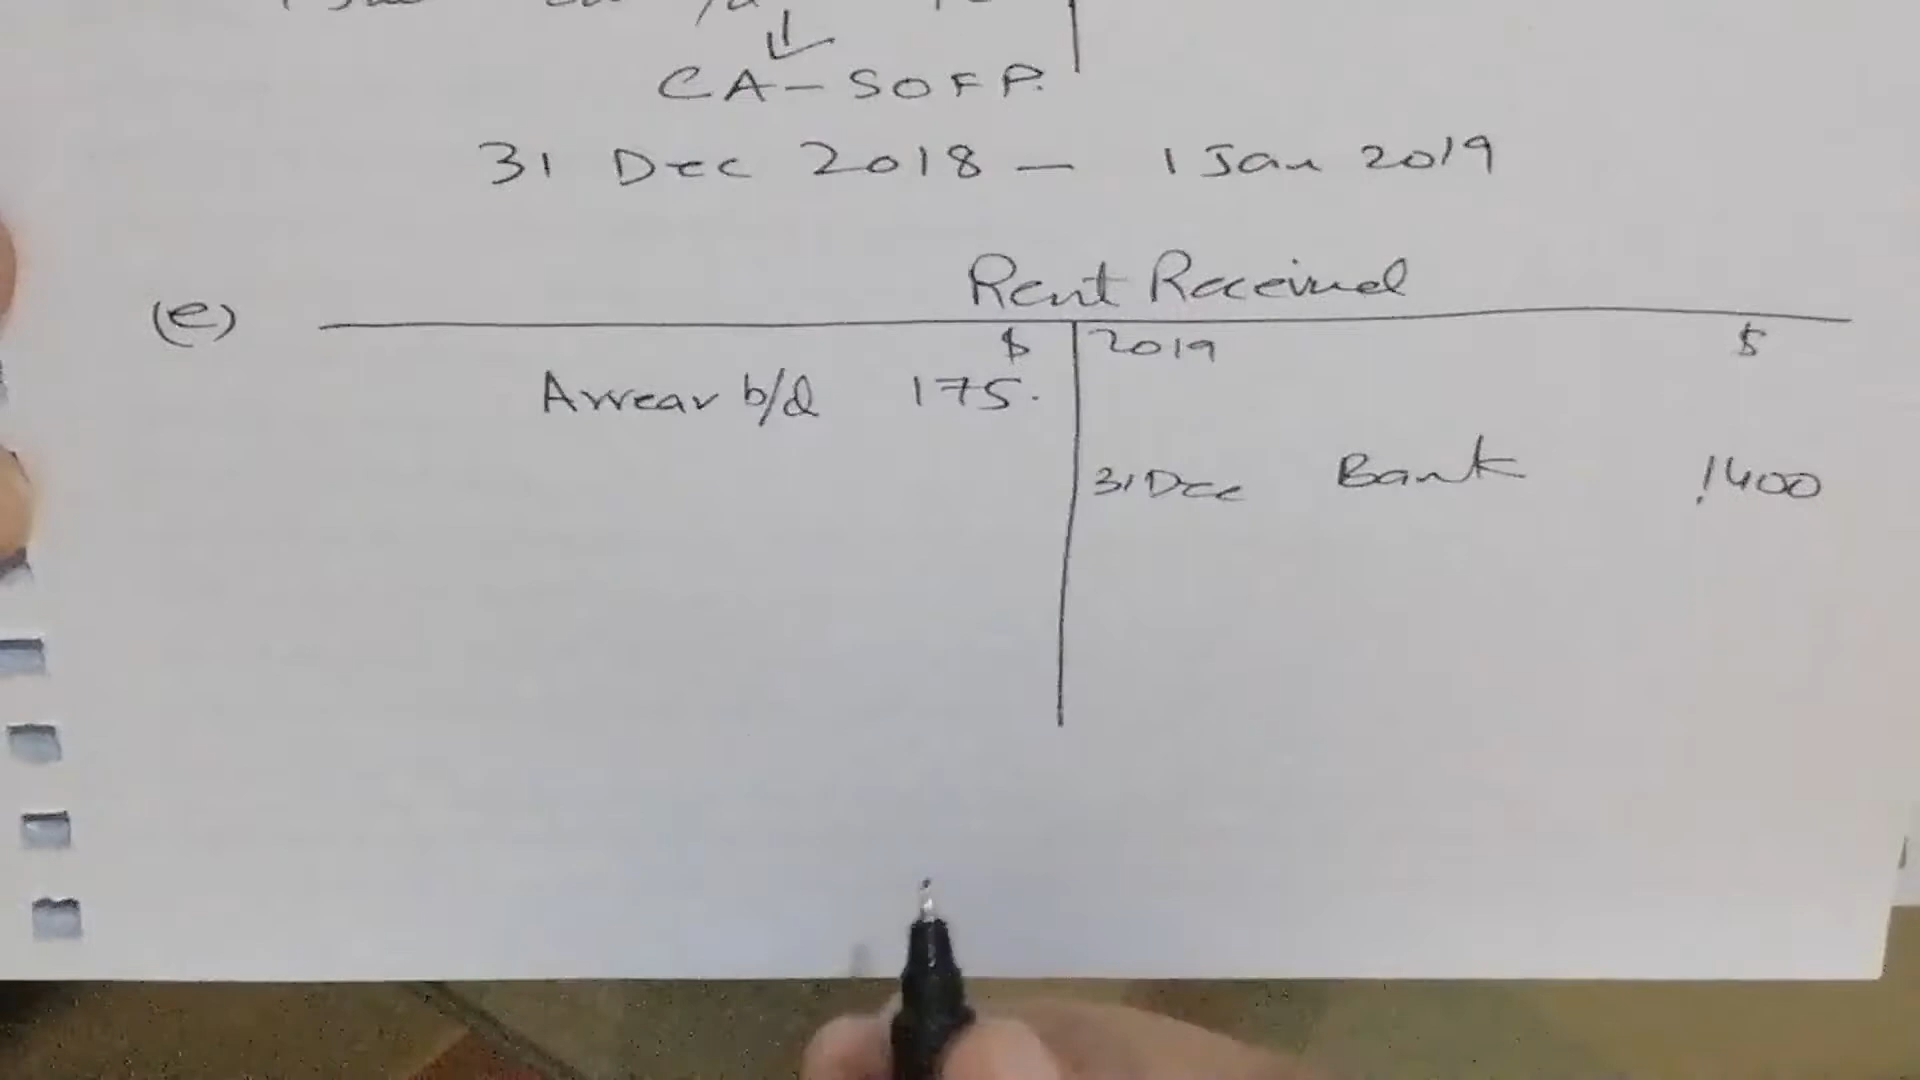 CA - SOFP.
31 Dec 2018 - 1 Jan 2019
(e) Rent Received
$ 2019 $
Arrear b/d 175.
31 Dec Bank 1400